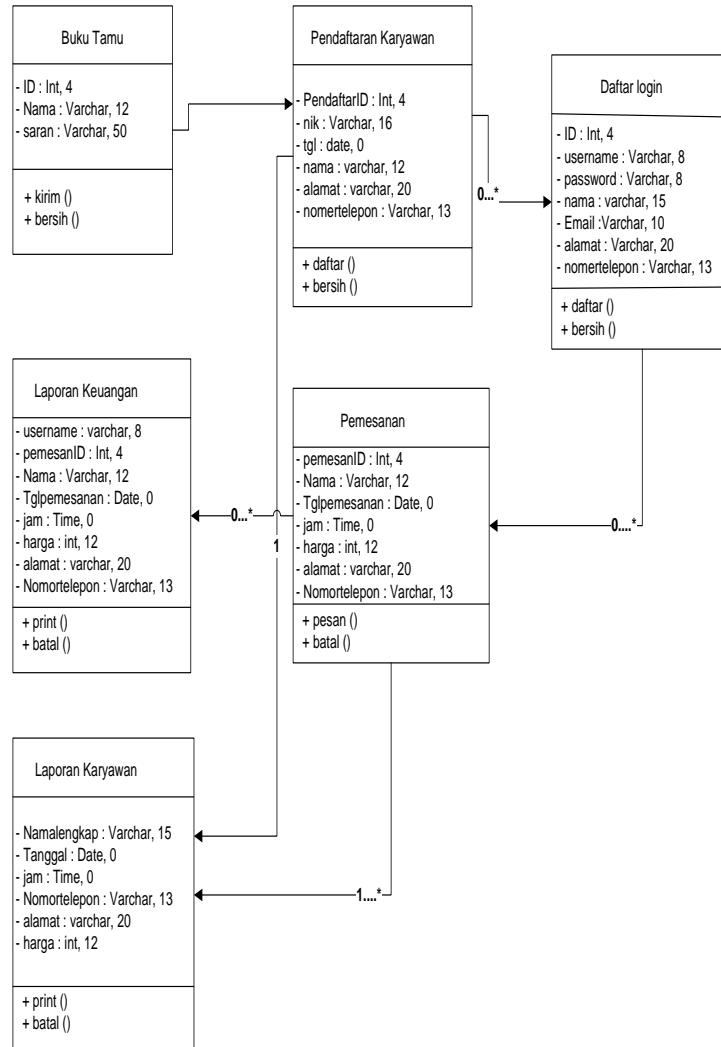 Buku Tamu
- ID : Int, 4
- Nama : Varchar, 12
- saran : Varchar, 50
+ kirim ()
+ bersih ()
Pendaftaran Karyawan
- PendaftarID : Int, 4
- nik : Varchar, 16
- tgl : date, 0
- nama : varchar, 12
- alamat : varchar, 20
- nomertelepon : Varchar, 13
+ daftar ()
+ bersih ()
0...*
Daftar login
- ID : Int, 4
- username : Varchar, 8
- password : Varchar, 8
- nama : varchar, 15
- Email :Varchar, 10
- alamat : Varchar, 20
- nomertelepon : Varchar, 13
+ daftar ()
+ bersih ()
Laporan Keuangan
- username : varchar, 8
- pemesanID : Int, 4
- Nama : Varchar, 12
- Tglpemesanan : Date, 0
- jam : Time, 0
- harga : int, 12
- alamat : varchar, 20
- Nomortelepon : Varchar, 13
+ print ()
+ batal ()
0...*
1
Pemesanan
- pemesanID : Int, 4
- Nama : Varchar, 12
- Tglpemesanan : Date, 0
- jam : Time, 0
- harga : int, 12
- alamat : varchar, 20
- Nomortelepon : Varchar, 13
+ pesan ()
+ batal ()
0....*
Laporan Karyawan
- Namalengkap : Varchar, 15
- Tanggal : Date, 0
- jam : Time, 0
- Nomortelepon : Varchar, 13
- alamat : varchar, 20
- harga : int, 12
+ print ()
+ batal ()
1....*